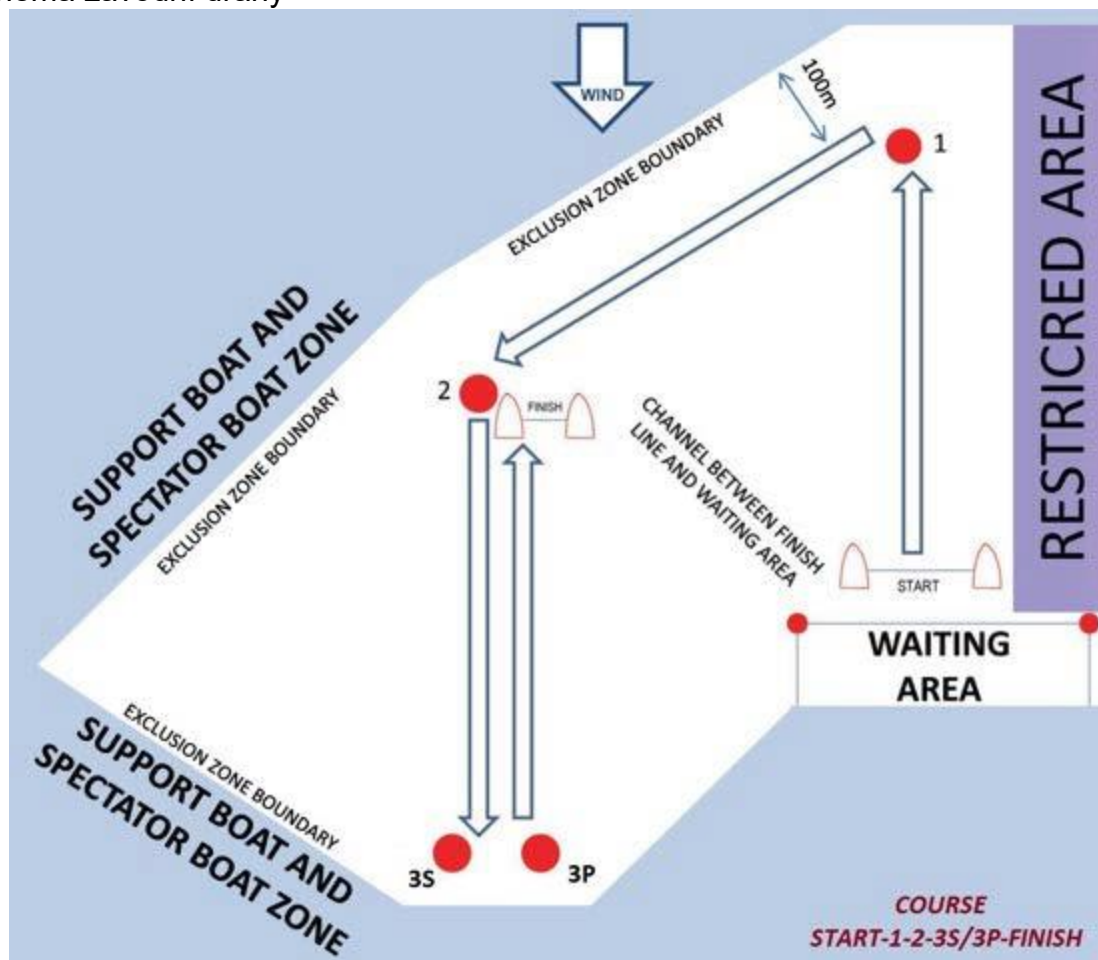 WIND
100m
1
EXCLUSION ZONE BOUNDARY
RESTRICRED AREA
SUPPORT BOAT AND
SPECTATOR BOAT ZONE
EXCLUSION ZONE BOUNDARY
2
FINISH
CHANNEL BETWEEN FINISH
LINE AND WAITING AREA
START
WAITING
AREA
EXCLUSION ZONE BOUNDARY
SUPPORT BOAT AND
SPECTATOR BOAT ZONE
3S
3P
COURSE
START-1-2-3S/3P-FINISH